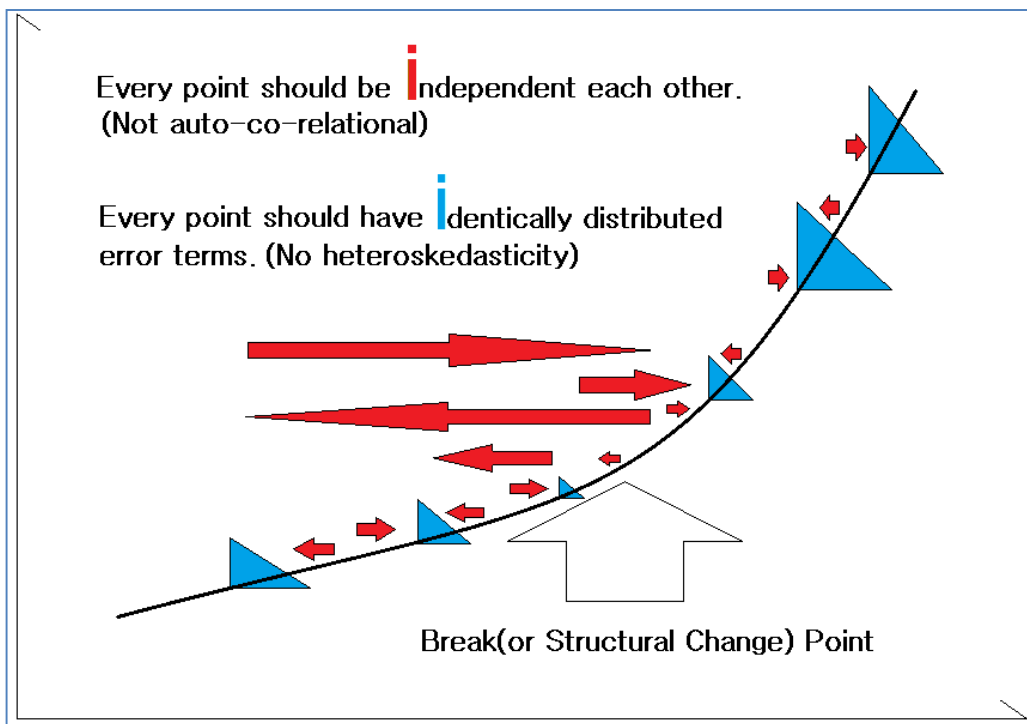 Every point should be independent each other.
(Not auto-co-relational)
Every point should have identically distributed
error terms. (No heteroskedasticity)
Break(or Structural Change) Point